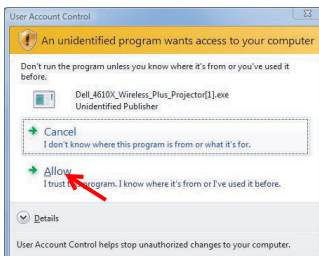 User Account Control
An unidentified program wants access to your computer
Don't run the program unless you know where it's from or you've used it
before.
Dell_4610X_Wireless_Plus_Projector[1].exe
Unidentified Publisher
Cancel
I don't know where this program is from or what it's for.
Allow
I trust this program. I know where it's from or I've used it before.
Details
User Account Control helps stop unauthorized changes to your computer.